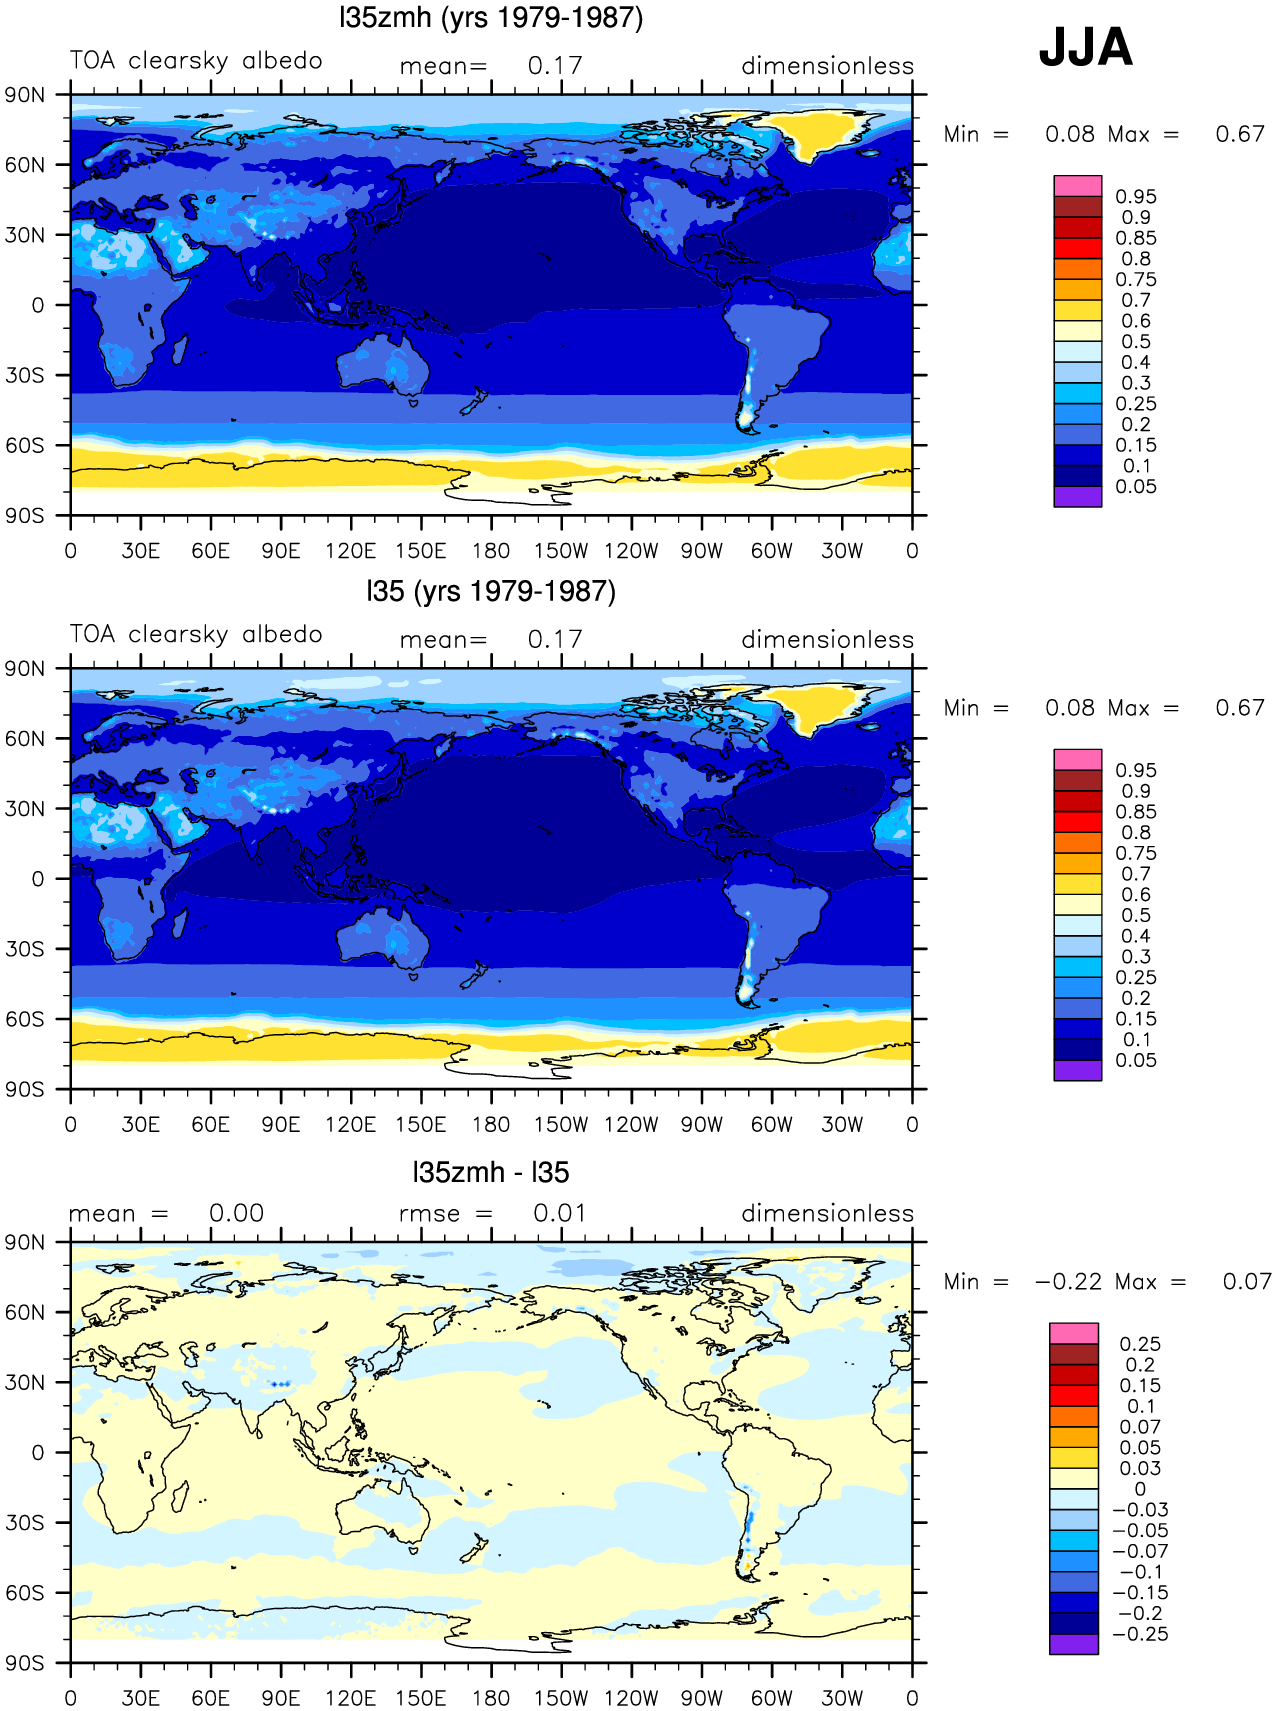 l35zmh (yrs 1979-1987)
JJA
TOA clearsky albedo mean= 0.17 dimensionless
Min = 0.08 Max = 0.67
90N
60N
30N
0
30S
60S
90S
0 30E 60E 90E 120E 150E 180 150W 120W 90W 60W 30W 0
0.95
0.9
0.85
0.8
0.75
0.7
0.6
0.5
0.4
0.3
0.25
0.2
0.15
0.1
0.05
l35 (yrs 1979-1987)
TOA clearsky albedo mean= 0.17 dimensionless
Min = 0.08 Max = 0.67
90N
60N
30N
0
30S
60S
90S
0 30E 60E 90E 120E 150E 180 150W 120W 90W 60W 30W 0
0.95
0.9
0.85
0.8
0.75
0.7
0.6
0.5
0.4
0.3
0.25
0.2
0.15
0.1
0.05
l35zmh - l35
mean = 0.00 rmse = 0.01 dimensionless
Min = −0.22 Max = 0.07
90N
60N
30N
0
30S
60S
90S
0 30E 60E 90E 120E 150E 180 150W 120W 90W 60W 30W 0
0.25
0.2
0.15
0.1
0.07
0.05
0.03
0
−0.03
−0.05
−0.07
−0.1
−0.15
−0.2
−0.25